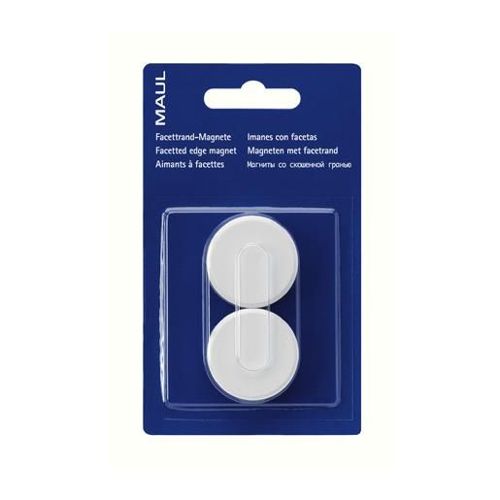 MAUL
Facettrand-Magnete
Facetted edge magnet
Aimants à facettes
Imanes con facetas
Magneten met facetrand
Магниты со скошенной гранью